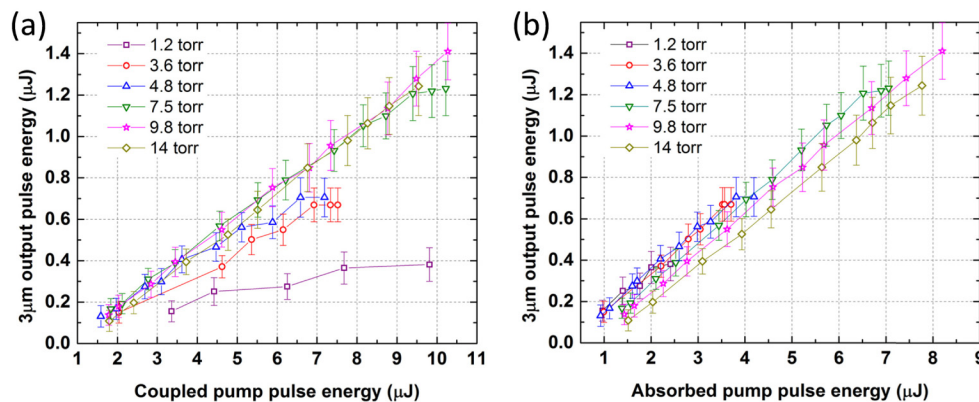 (a)
1.4
1.2
1.0
0.8
0.6
0.4
0.2
0.0
3μm output pulse energy (μJ)
1.2 torr
3.6 torr
4.8 torr
7.5 torr
9.8 torr
14 torr
1 2 3 4 5 6 7 8 9 10 11
Coupled pump pulse energy (μJ)
(b)
1.4
1.2
1.0
0.8
0.6
0.4
0.2
0.0
3μm output pulse energy (μJ)
1.2 torr
3.6 torr
4.8 torr
7.5 torr
9.8 torr
14 torr
1 2 3 4 5 6 7 8 9
Absorbed pump pulse energy (μJ)